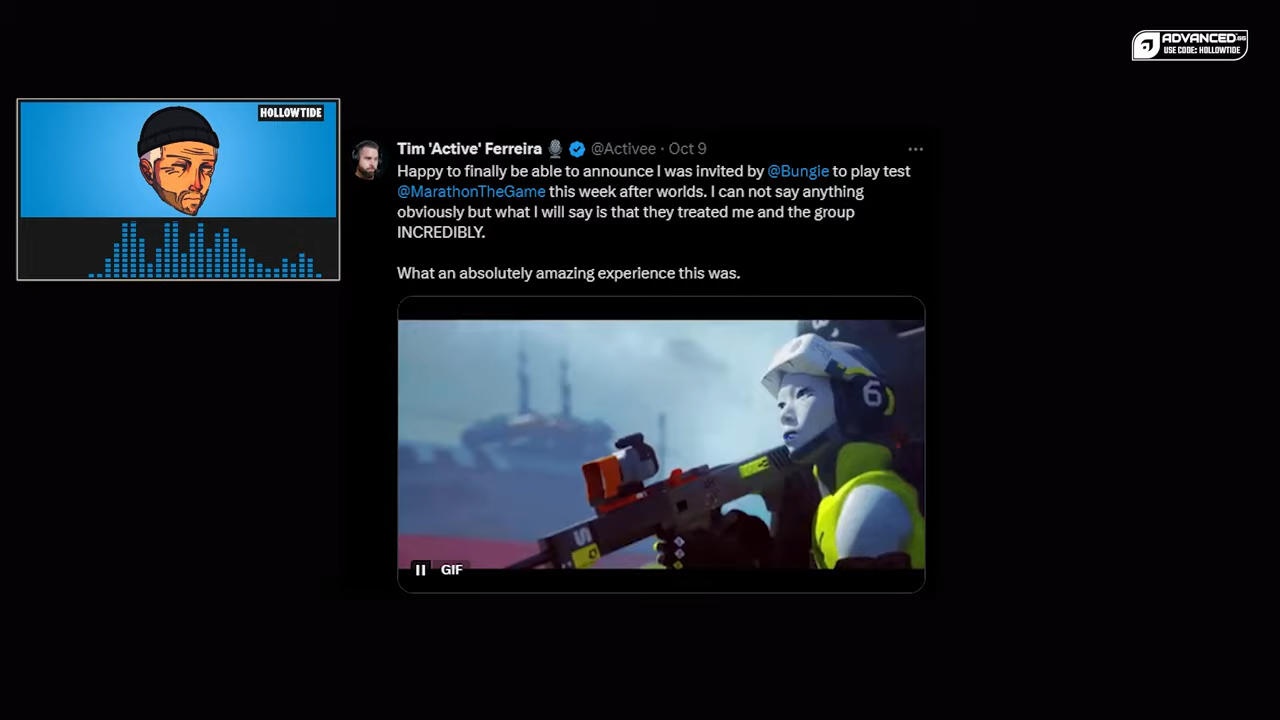 ADVANCED.GG
USE CODE: HOLLOWTIDE
HOLLOWTIDE
Tim 'Active' Ferreira 🎙️ @Activee · Oct 9
Happy to finally be able to announce I was invited by @Bungie to play test
@MarathonTheGame this week after worlds. I can not say anything
obviously but what I will say is that they treated me and the group
INCREDIBLY.
What an absolutely amazing experience this was.
6
S
GIF